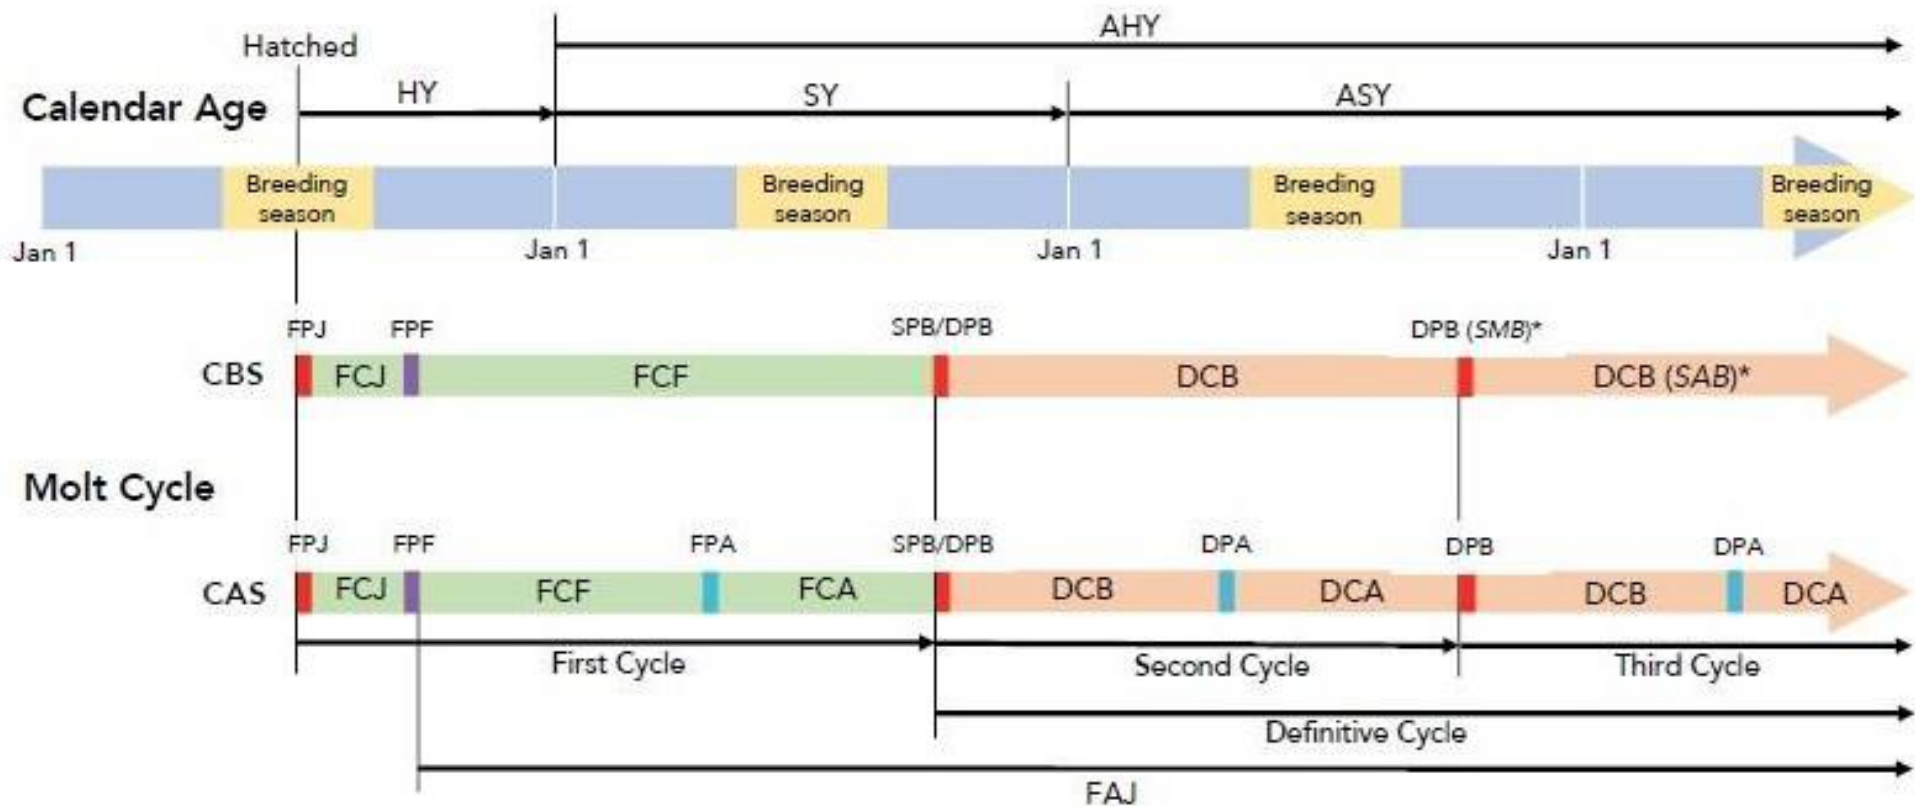 AHY
Hatched
HY
SY
ASY
Calendar Age
Breeding
season
Breeding
season
Breeding
season
Breeding
season
Jan 1
Jan 1
Jan 1
Jan 1
FPJ
FPF
SPB/DPB
DPB (SMB)*
CBS
FCJ
FCF
DCB
DCB (SAB)*
Molt Cycle
FPJ
FPF
FPA
SPB/DPB
DPA
DPB
DPA
CAS
FCJ
FCF
FCA
DCB
DCA
DCB
DCA
First Cycle
Second Cycle
Third Cycle
Definitive Cycle
FAJ